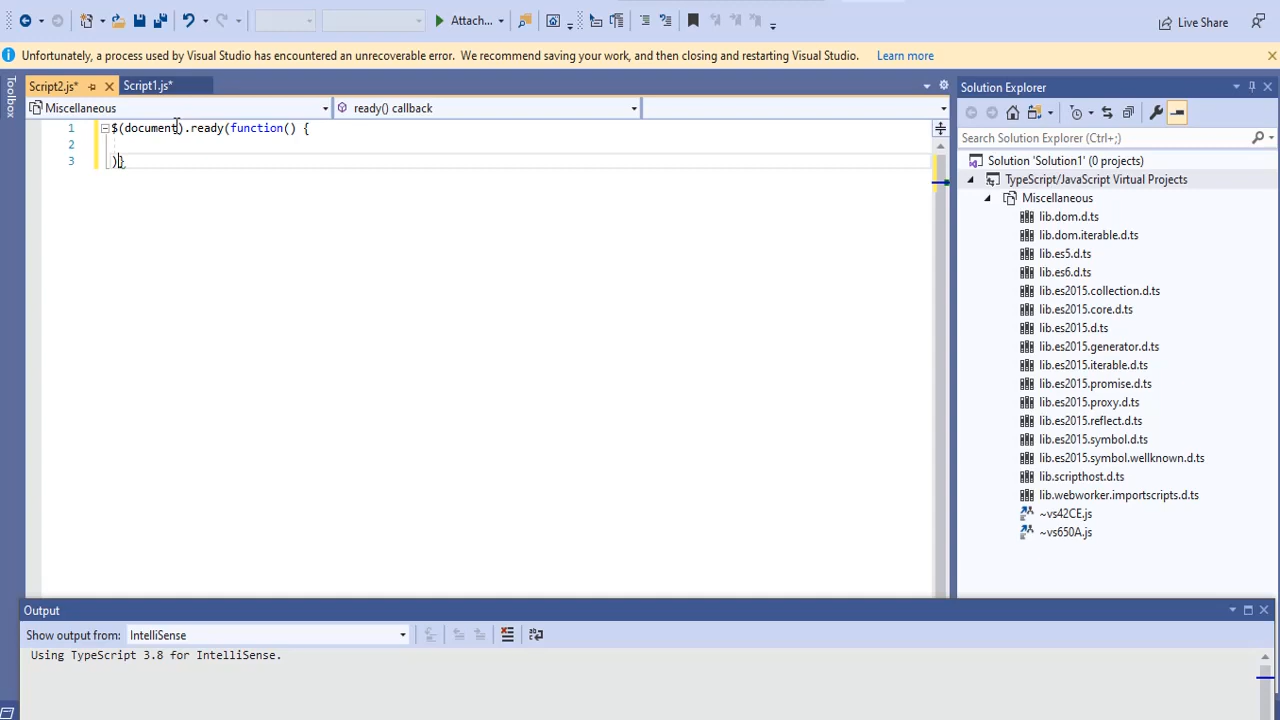 Attach...
Live Share
Unfortunately, a process used by Visual Studio has encountered an unrecoverable error. We recommend saving your work, and then closing and restarting Visual Studio. Learn more
Toolbox
Script2.js* Script1.js*
Miscellaneous ready() callback
1 $(document).ready(function() {
2
3 )};
Solution Explorer
Search Solution Explorer (Ctrl+;)
Solution 'Solution1' (0 projects)
TypeScript/JavaScript Virtual Projects
Miscellaneous
lib.dom.d.ts
lib.dom.iterable.d.ts
lib.es5.d.ts
lib.es6.d.ts
lib.es2015.collection.d.ts
lib.es2015.core.d.ts
lib.es2015.d.ts
lib.es2015.generator.d.ts
lib.es2015.iterable.d.ts
lib.es2015.promise.d.ts
lib.es2015.proxy.d.ts
lib.es2015.reflect.d.ts
lib.es2015.symbol.d.ts
lib.es2015.symbol.wellknown.d.ts
lib.scripthost.d.ts
lib.webworker.importscripts.d.ts
~vs42CE.js
~vs650A.js
Output
Show output from: IntelliSense
Using TypeScript 3.8 for IntelliSense.